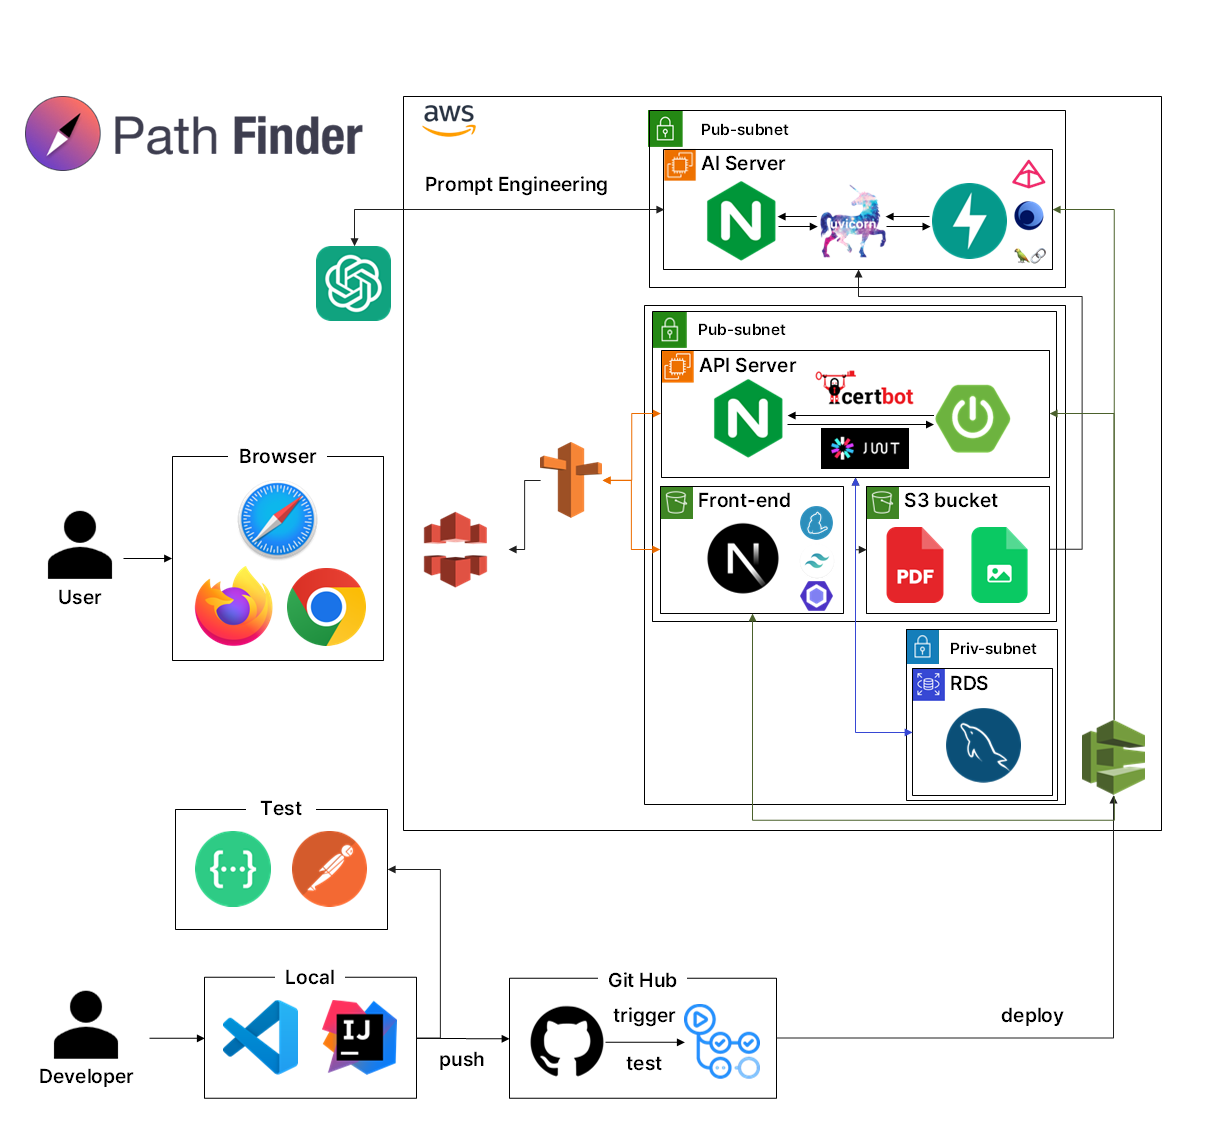 Path Finder
aws
Prompt Engineering
Pub-subnet
AI Server
uvicorn
Pub-subnet
API Server
certbot
JWT
Front-end
S3 bucket
PDF
Browser
User
Priv-subnet
RDS
Test
{...}
Local
IJ
Git Hub
trigger
test
push
deploy
Developer